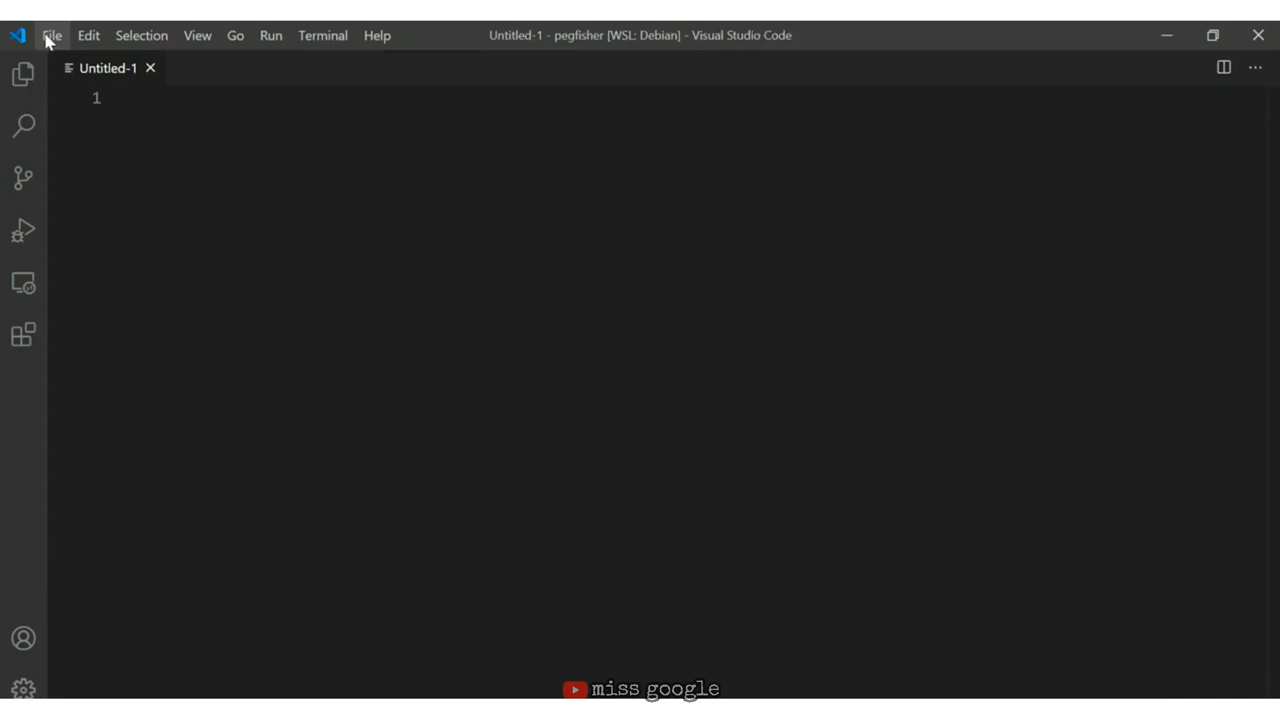 File Edit Selection View Go Run Terminal Help Untitled-1 - pegfisher [WSL: Debian] - Visual Studio Code
Untitled-1
1
miss google